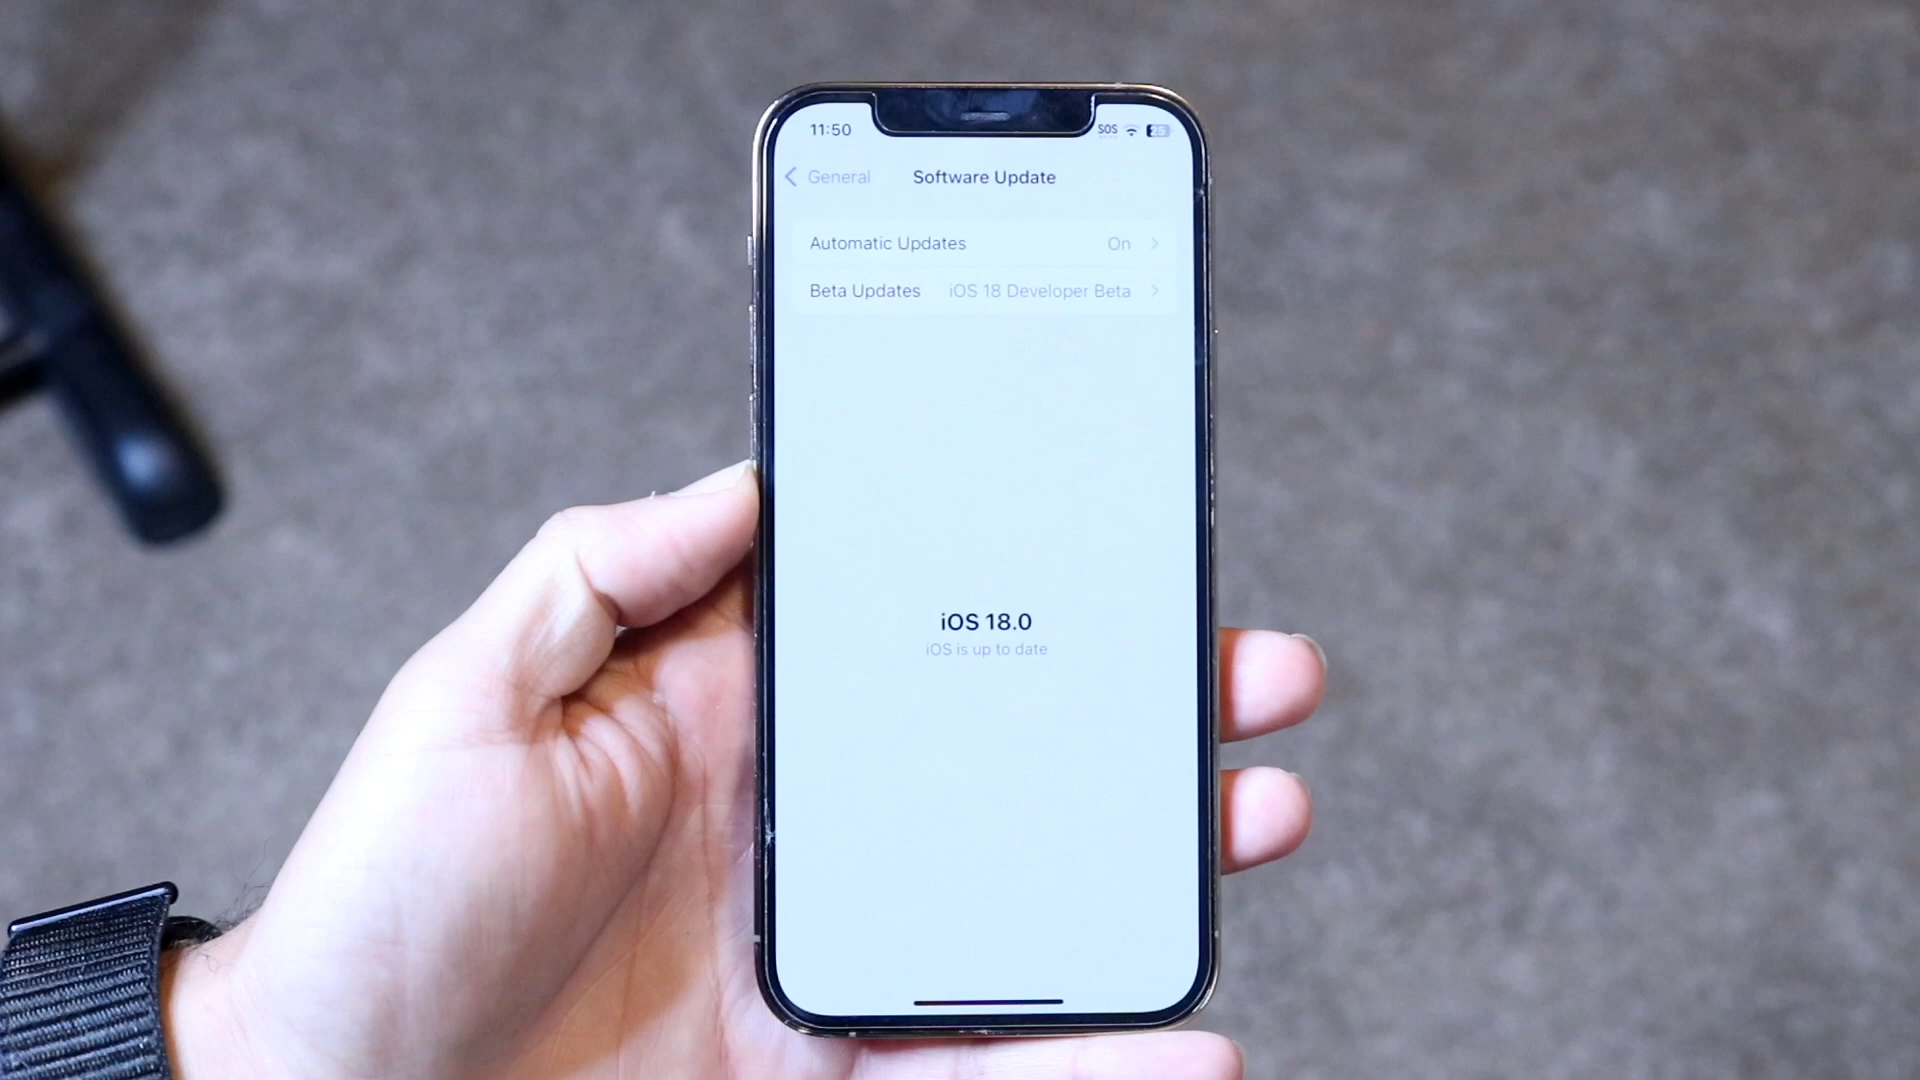 11:50 SOS 25
General Software Update
Automatic Updates On
Beta Updates iOS 18 Developer Beta
iOS 18.0
iOS is up to date